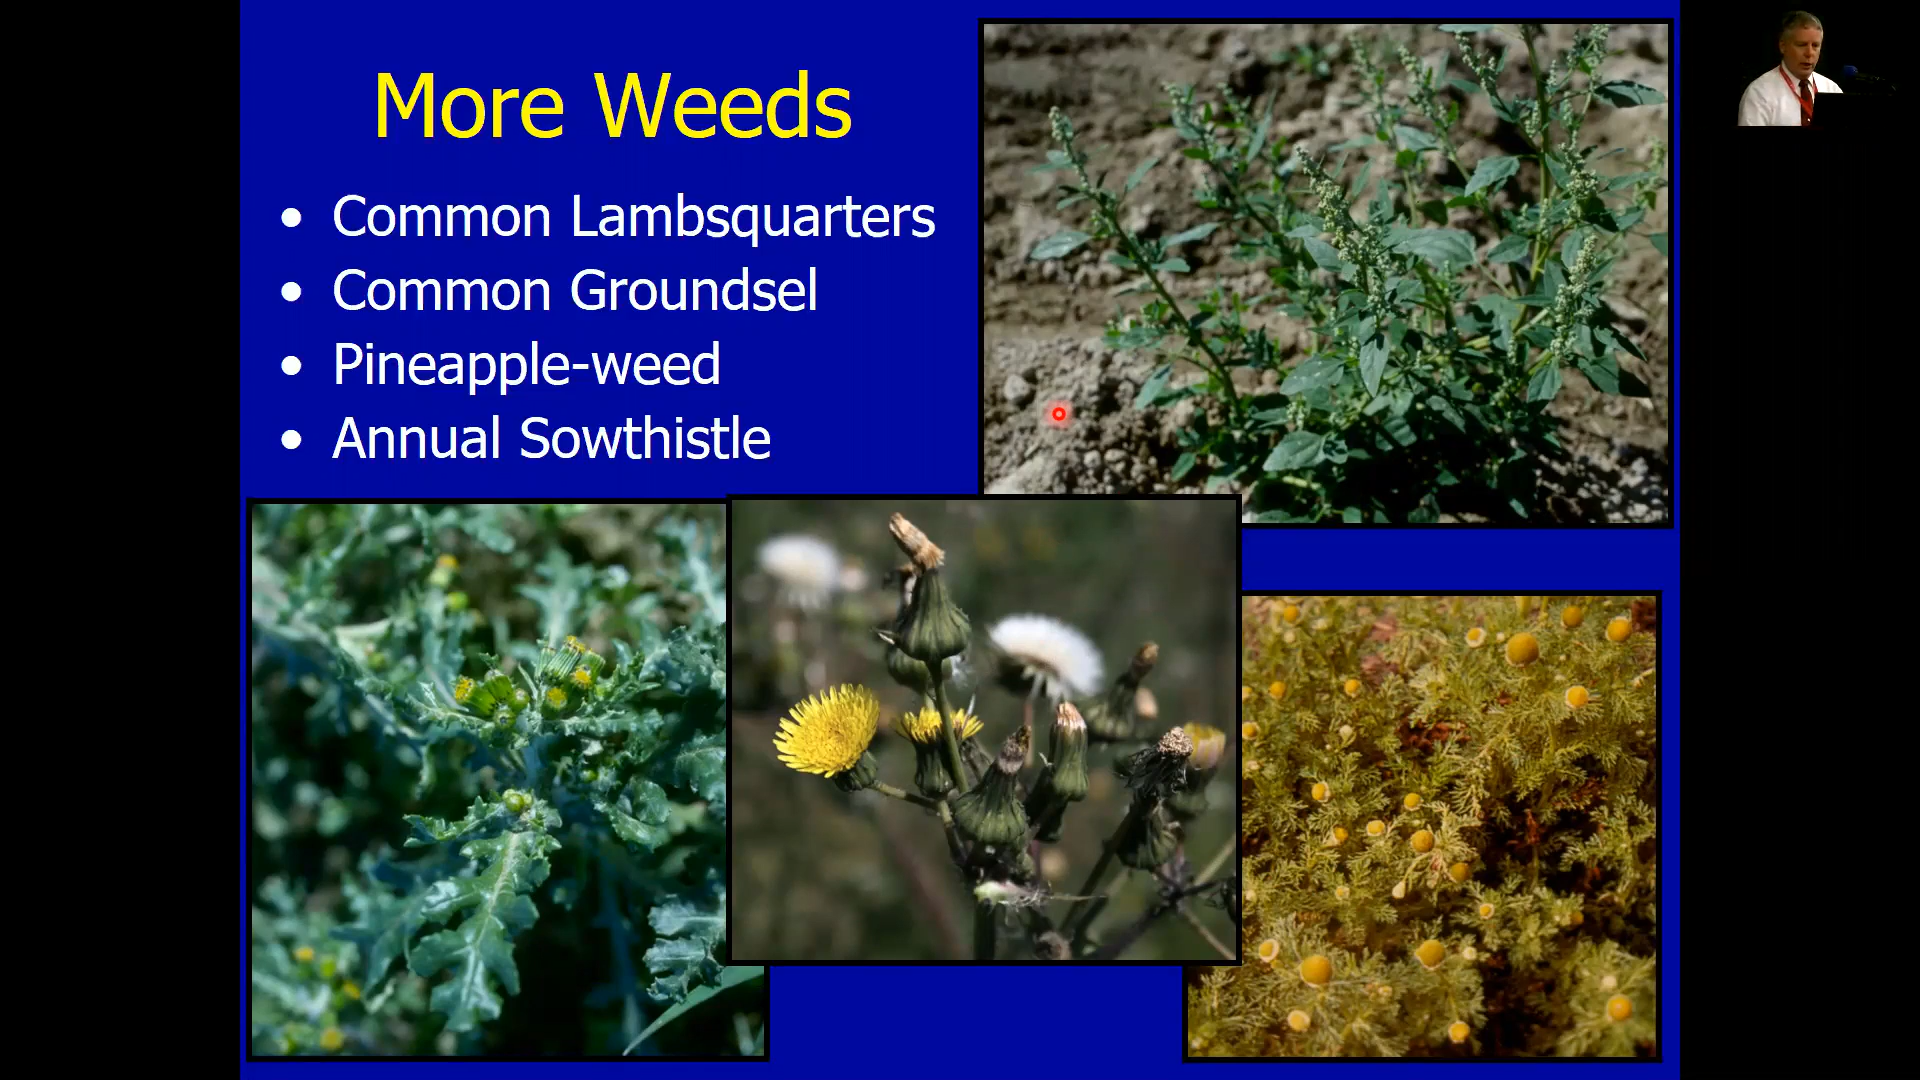 More Weeds
• Common Lambsquarters
• Common Groundsel
• Pineapple-weed
• Annual Sowthistle